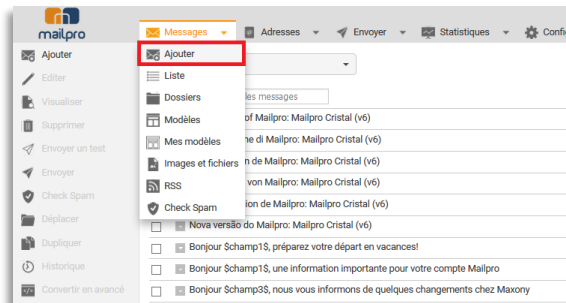 mailpro
Messages
Adresses
Envoyer
Statistiques
Ajouter
Editer
Visualiser
Supprimer
Envoyer un test
Envoyer
Check Spam
Déplacer
Dupliquer
Historique
Convertir en avancé
Ajouter
Liste
Dossiers
Modèles
Mes modèles
Images et fichiers
RSS
Check Spam
messages
of Mailpro: Mailpro Cristal (v6)
di Mailpro: Mailpro Cristal (v6)
de Mailpro: Mailpro Cristal (v6)
von Mailpro: Mailpro Cristal (v6)
de Mailpro: Mailpro Cristal (v6)
Nova versão do Mailpro: Mailpro Cristal (v6)
Bonjour $champ1$, préparez votre départ en vacances!
Bonjour $champ1$, une information importante pour votre compte Mailpro
Bonjour $champ3$, nous vous informons de quelques changements chez Maxony